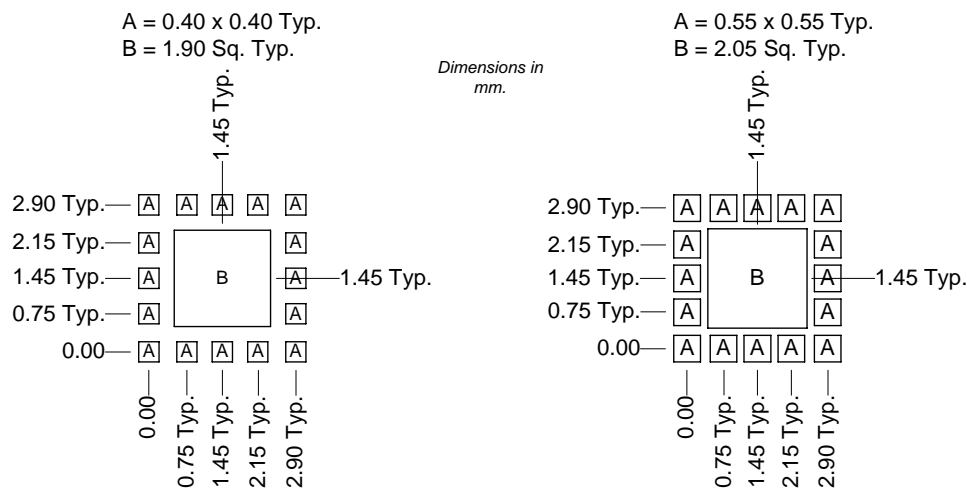 A = 0.40 x 0.40 Typ.
B = 1.90 Sq. Typ.
1.45 Typ.
2.90 Typ.
A A A A A
2.15 Typ.
A A
1.45 Typ.
A B A
1.45 Typ.
0.75 Typ.
A A
0.00
A A A A A
0.00
0.75 Typ.
1.45 Typ.
2.15 Typ.
2.90 Typ.
Dimensions in
mm.
A = 0.55 x 0.55 Typ.
B = 2.05 Sq. Typ.
1.45 Typ.
2.90 Typ.
A A A A A
2.15 Typ.
A A
1.45 Typ.
A B A
1.45 Typ.
0.75 Typ.
A A
0.00
A A A A A
0.00
0.75 Typ.
1.45 Typ.
2.15 Typ.
2.90 Typ.